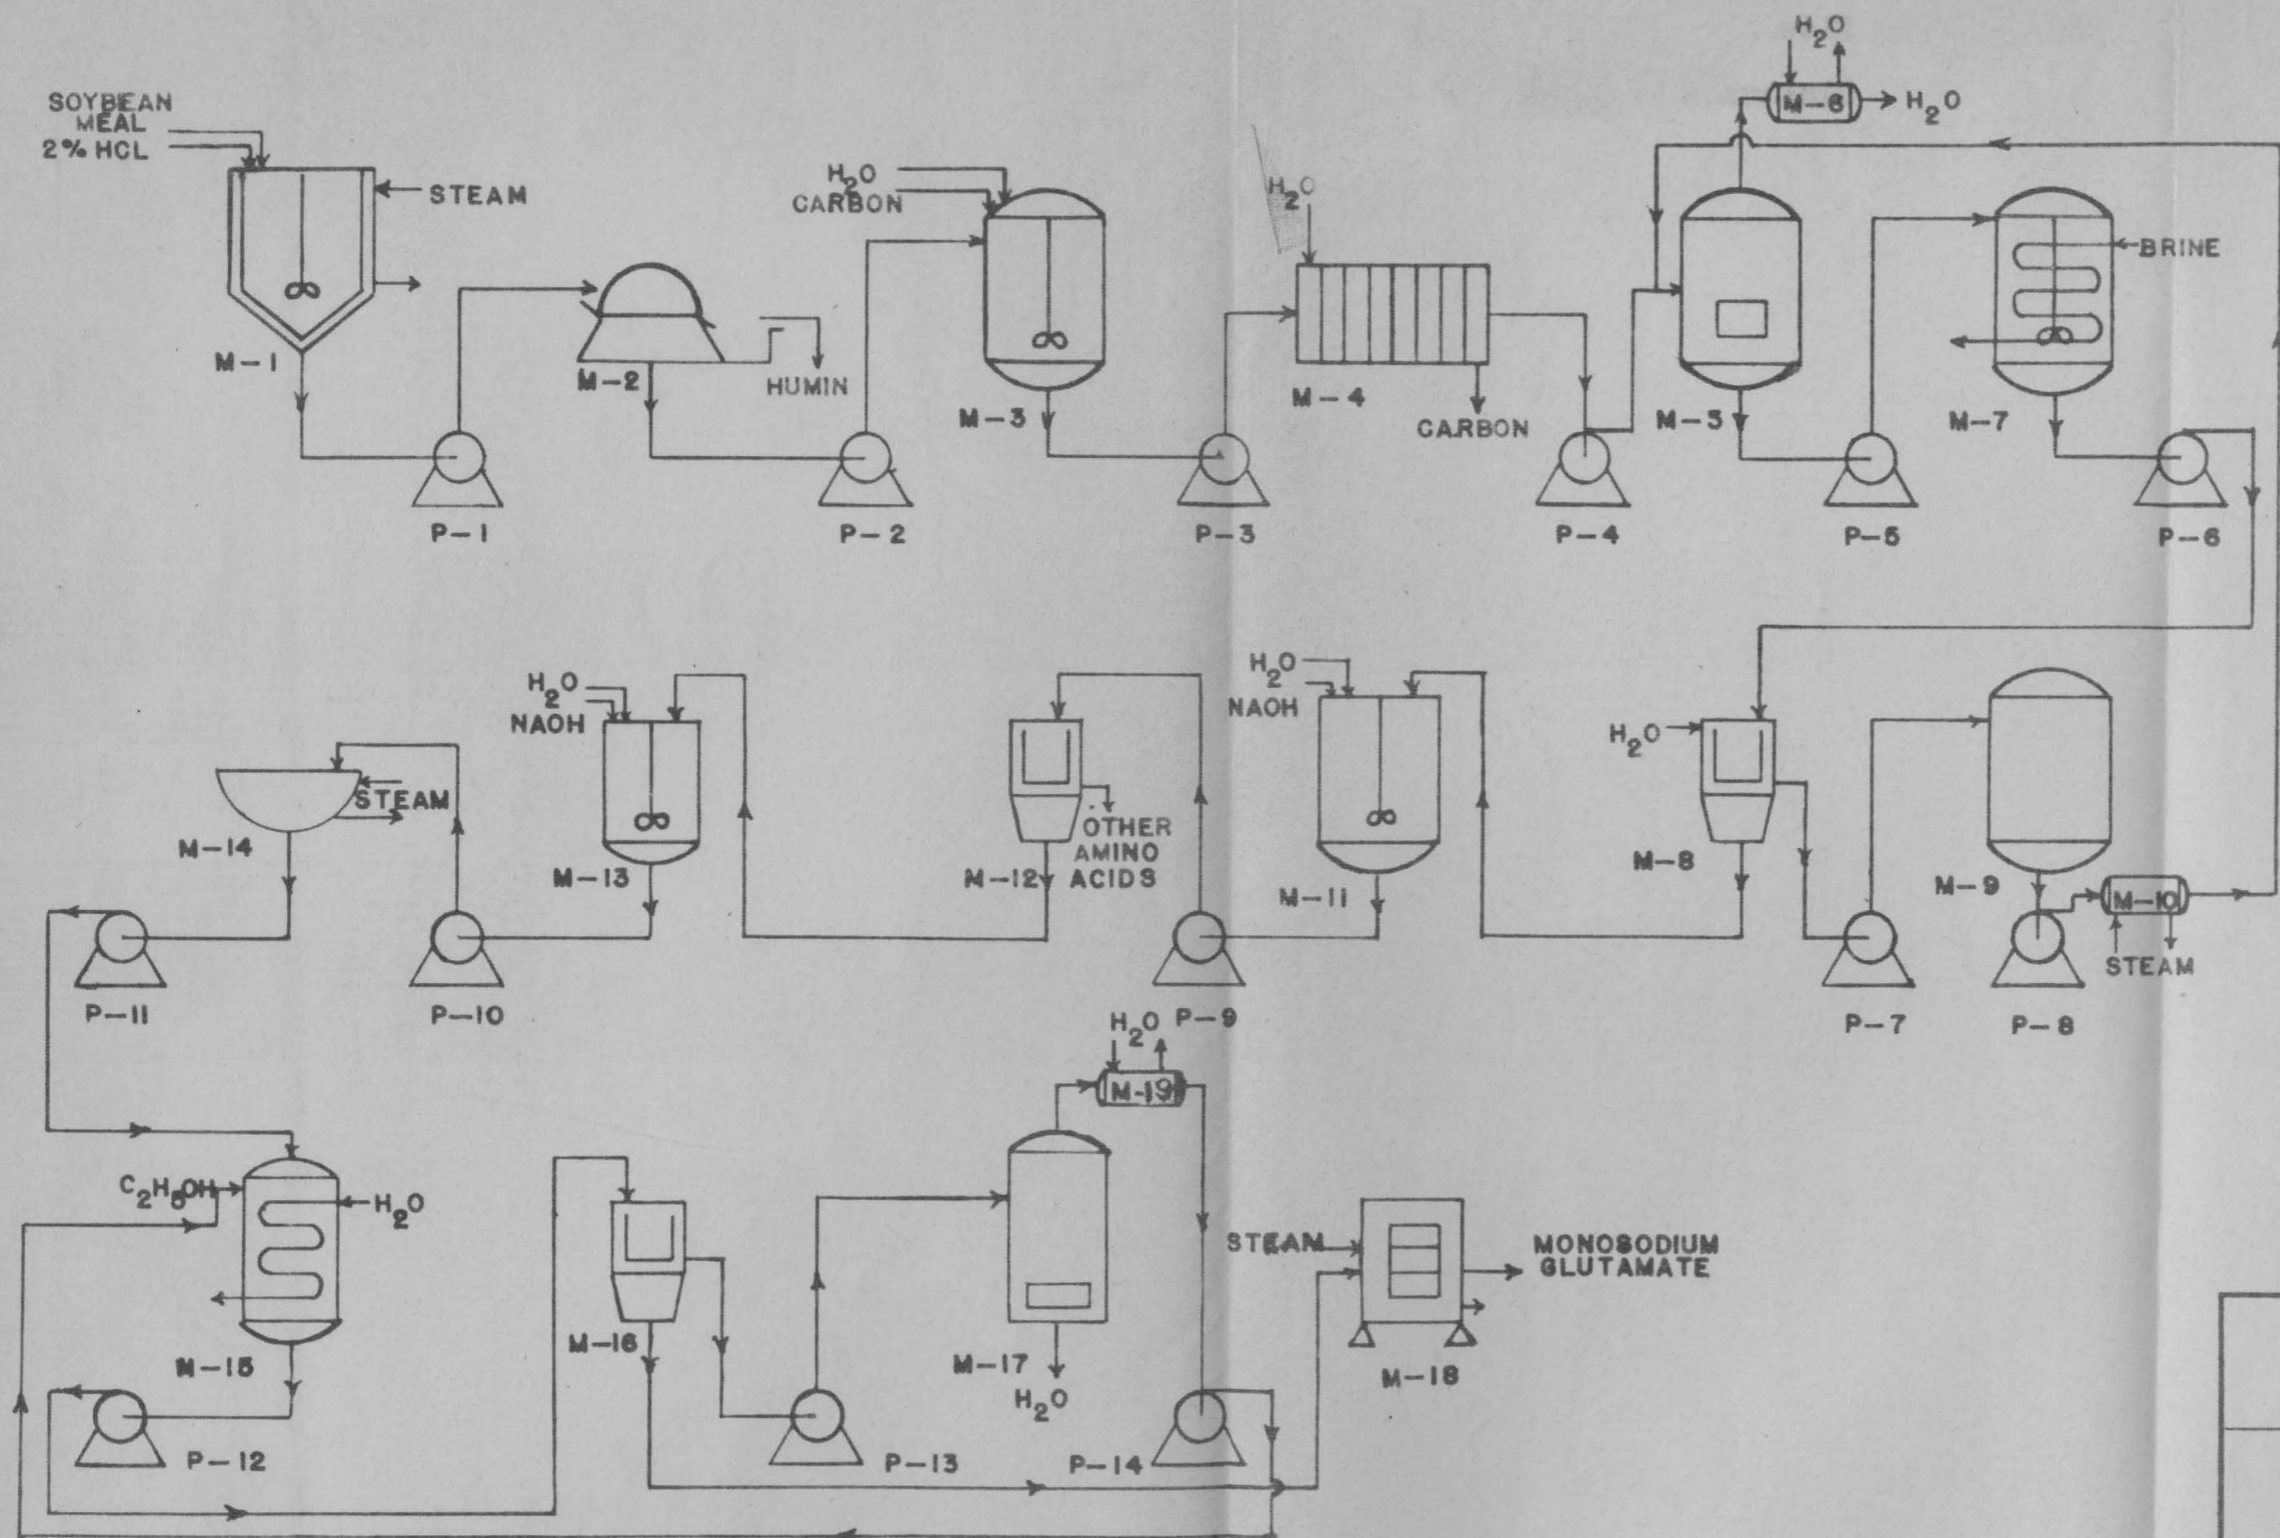 H2O
M-6
H2O
SOYBEAN
MEAL
2% HCL
STEAM
H2O
CARBON
H2O
BRINE
M-1
M-2
HUMIN
M-3
M-4
CARBON
M-5
M-7
P-1
P-2
P-3
P-4
P-5
P-6
H2O
NAOH
H2O
NAOH
H2O
STEAM
M-14
M-13
OTHER
AMINO
ACIDS
M-12
M-11
M-8
M-9
M-10
STEAM
P-11
P-10
P-9
P-7
P-8
H2O
M-19
C2H5OH
H2O
STEAM
MONOSODIUM
GLUTAMATE
M-15
M-16
M-17
H2O
M-18
P-12
P-13
P-14